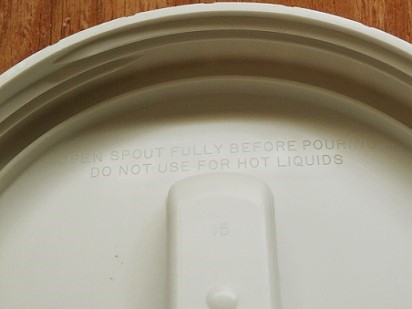 OPEN SPOUT FULLY BEFORE POURING
DO NOT USE FOR HOT LIQUIDS
15